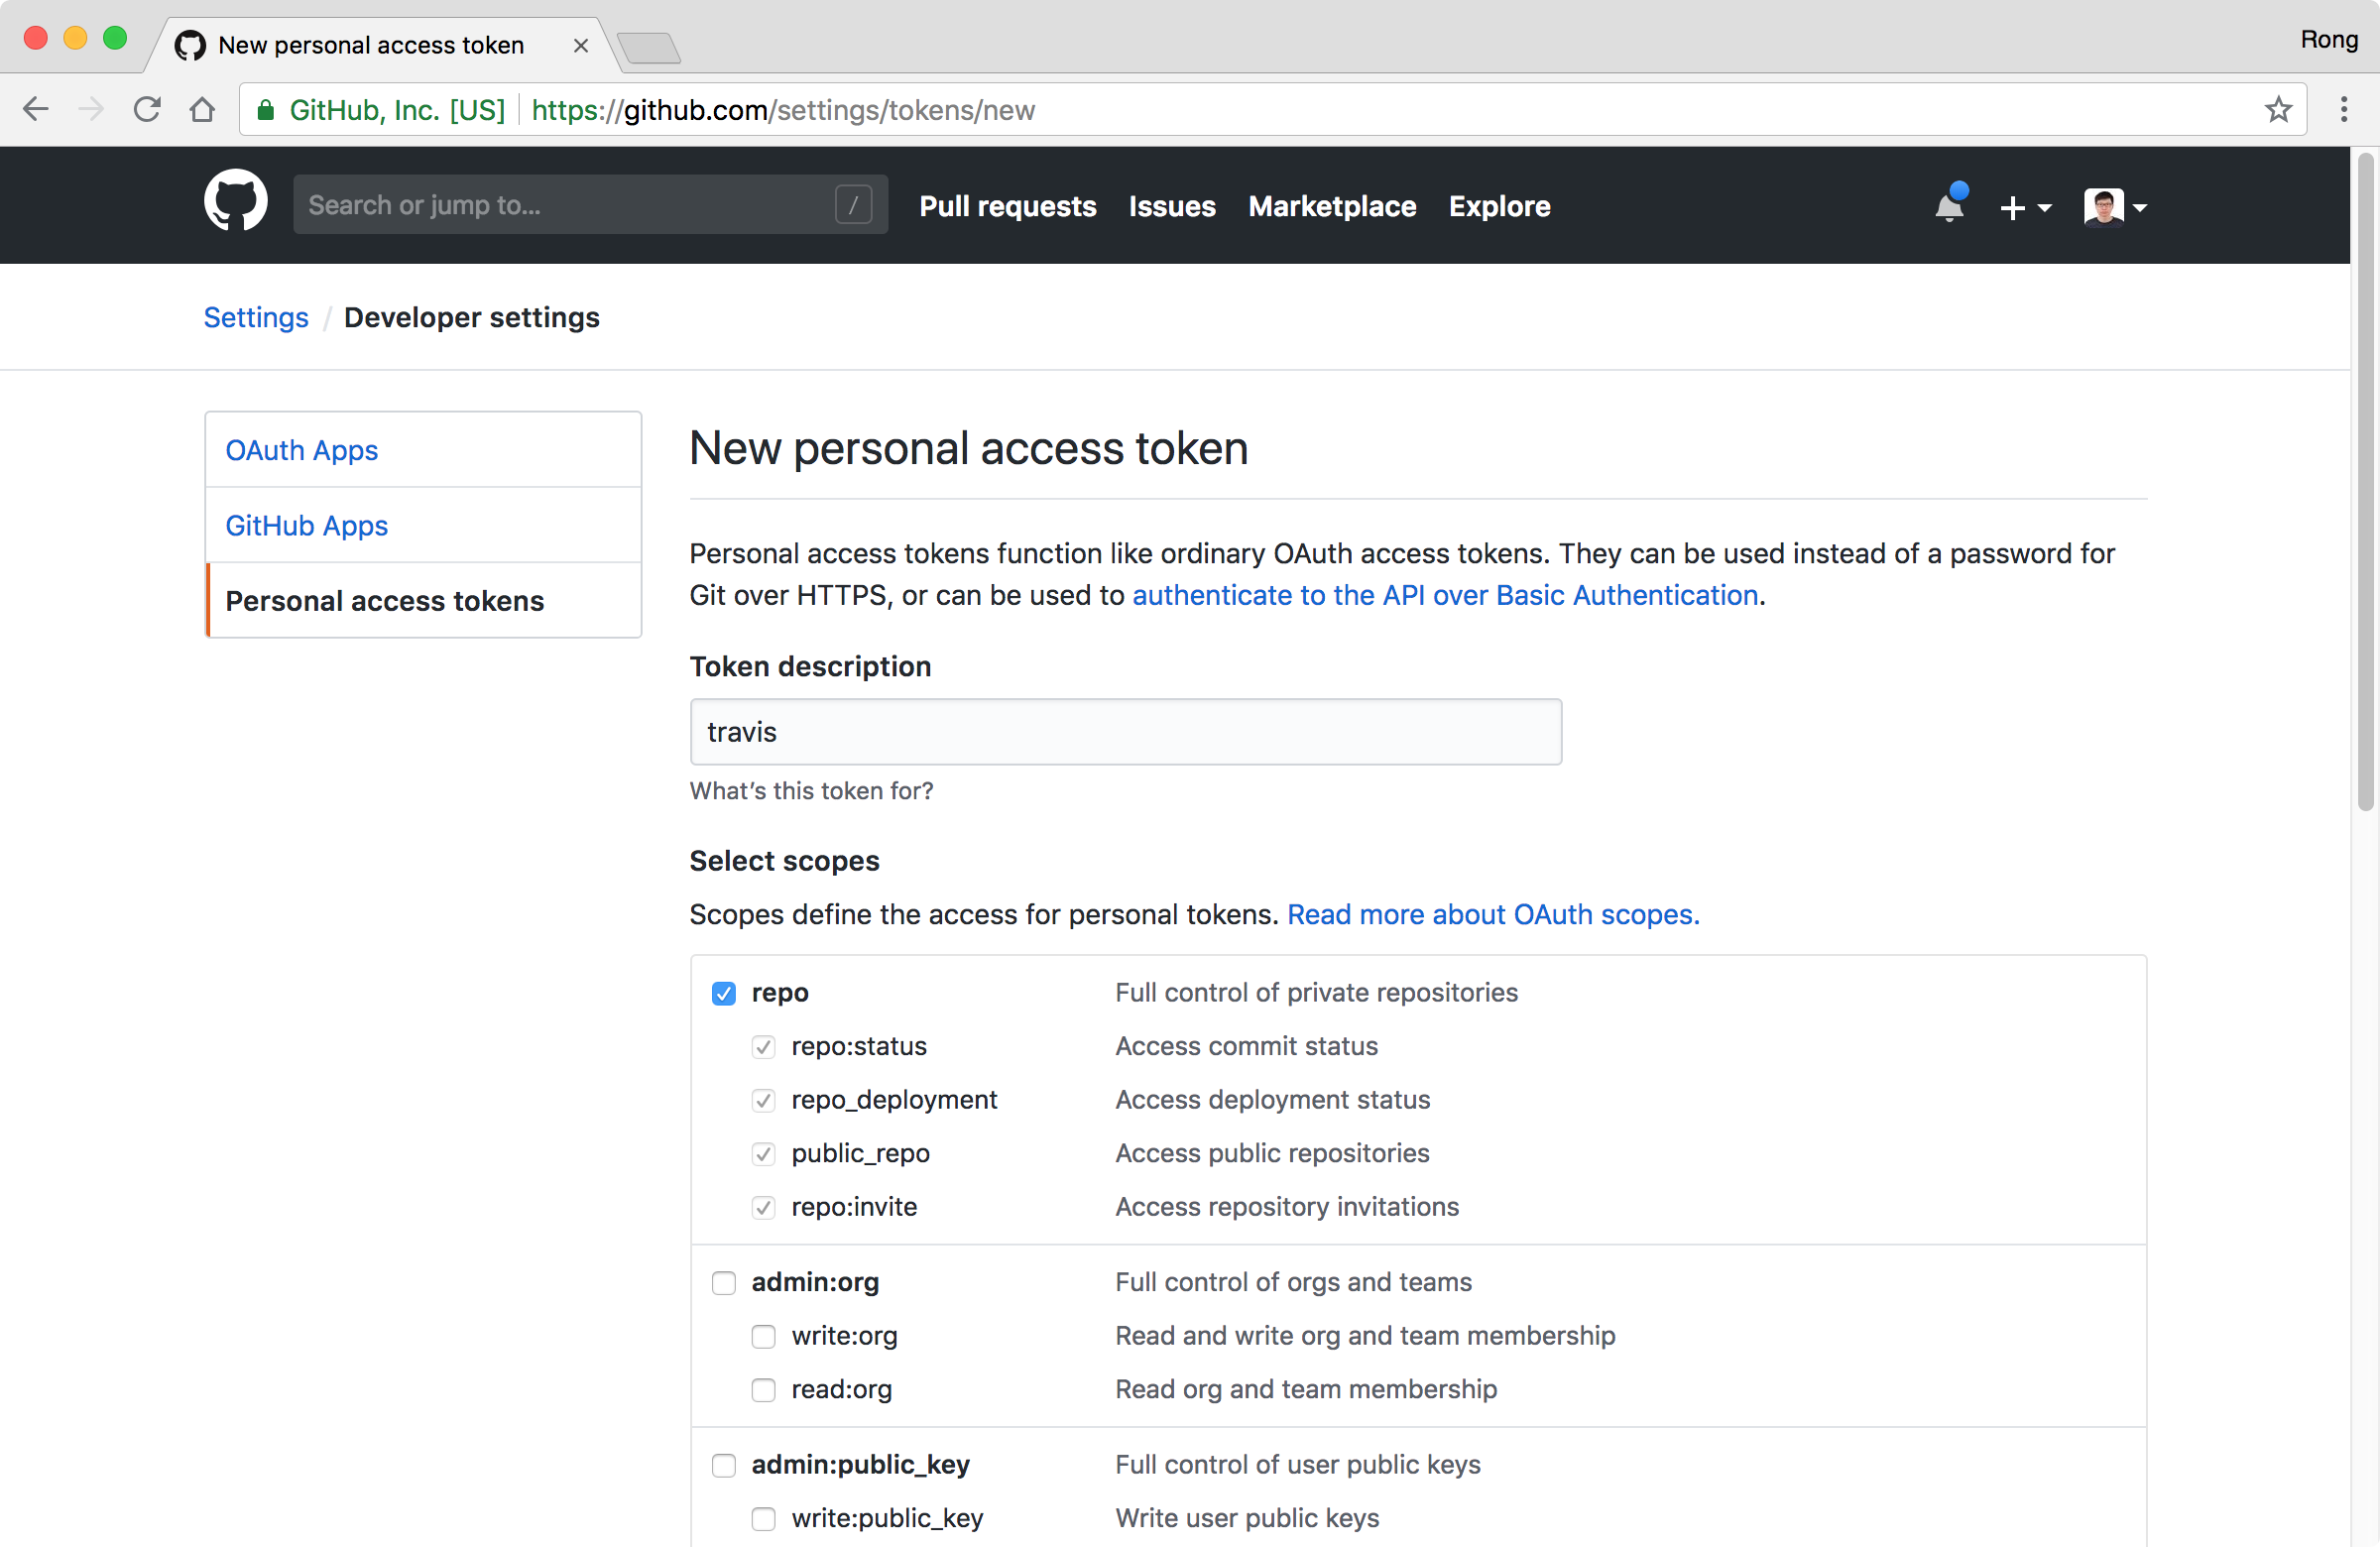 New personal access token
Rong
GitHub, Inc. [US] https://github.com/settings/tokens/new
Search or jump to... /
Pull requests Issues Marketplace Explore
Settings / Developer settings
OAuth Apps
GitHub Apps
Personal access tokens
New personal access token
Personal access tokens function like ordinary OAuth access tokens. They can be used instead of a password for
Git over HTTPS, or can be used to authenticate to the API over Basic Authentication.
Token description
travis
What's this token for?
Select scopes
Scopes define the access for personal tokens. Read more about OAuth scopes.
repo Full control of private repositories
repo:status Access commit status
repo_deployment Access deployment status
public_repo Access public repositories
repo:invite Access repository invitations
admin:org Full control of orgs and teams
write:org Read and write org and team membership
read:org Read org and team membership
admin:public_key Full control of user public keys
write:public_key Write user public keys